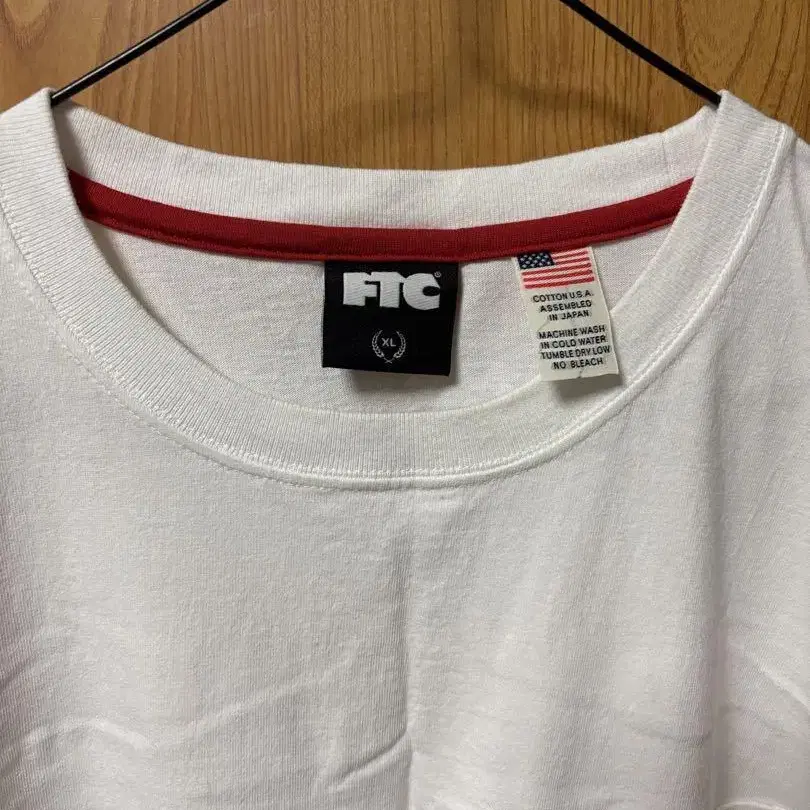 FTC®
XL
COTTON U.S.A.
ASSEMBLED
IN JAPAN
MACHINE WASH
IN COLD WATER
TUMBLE DRY LOW
NO BLEACH